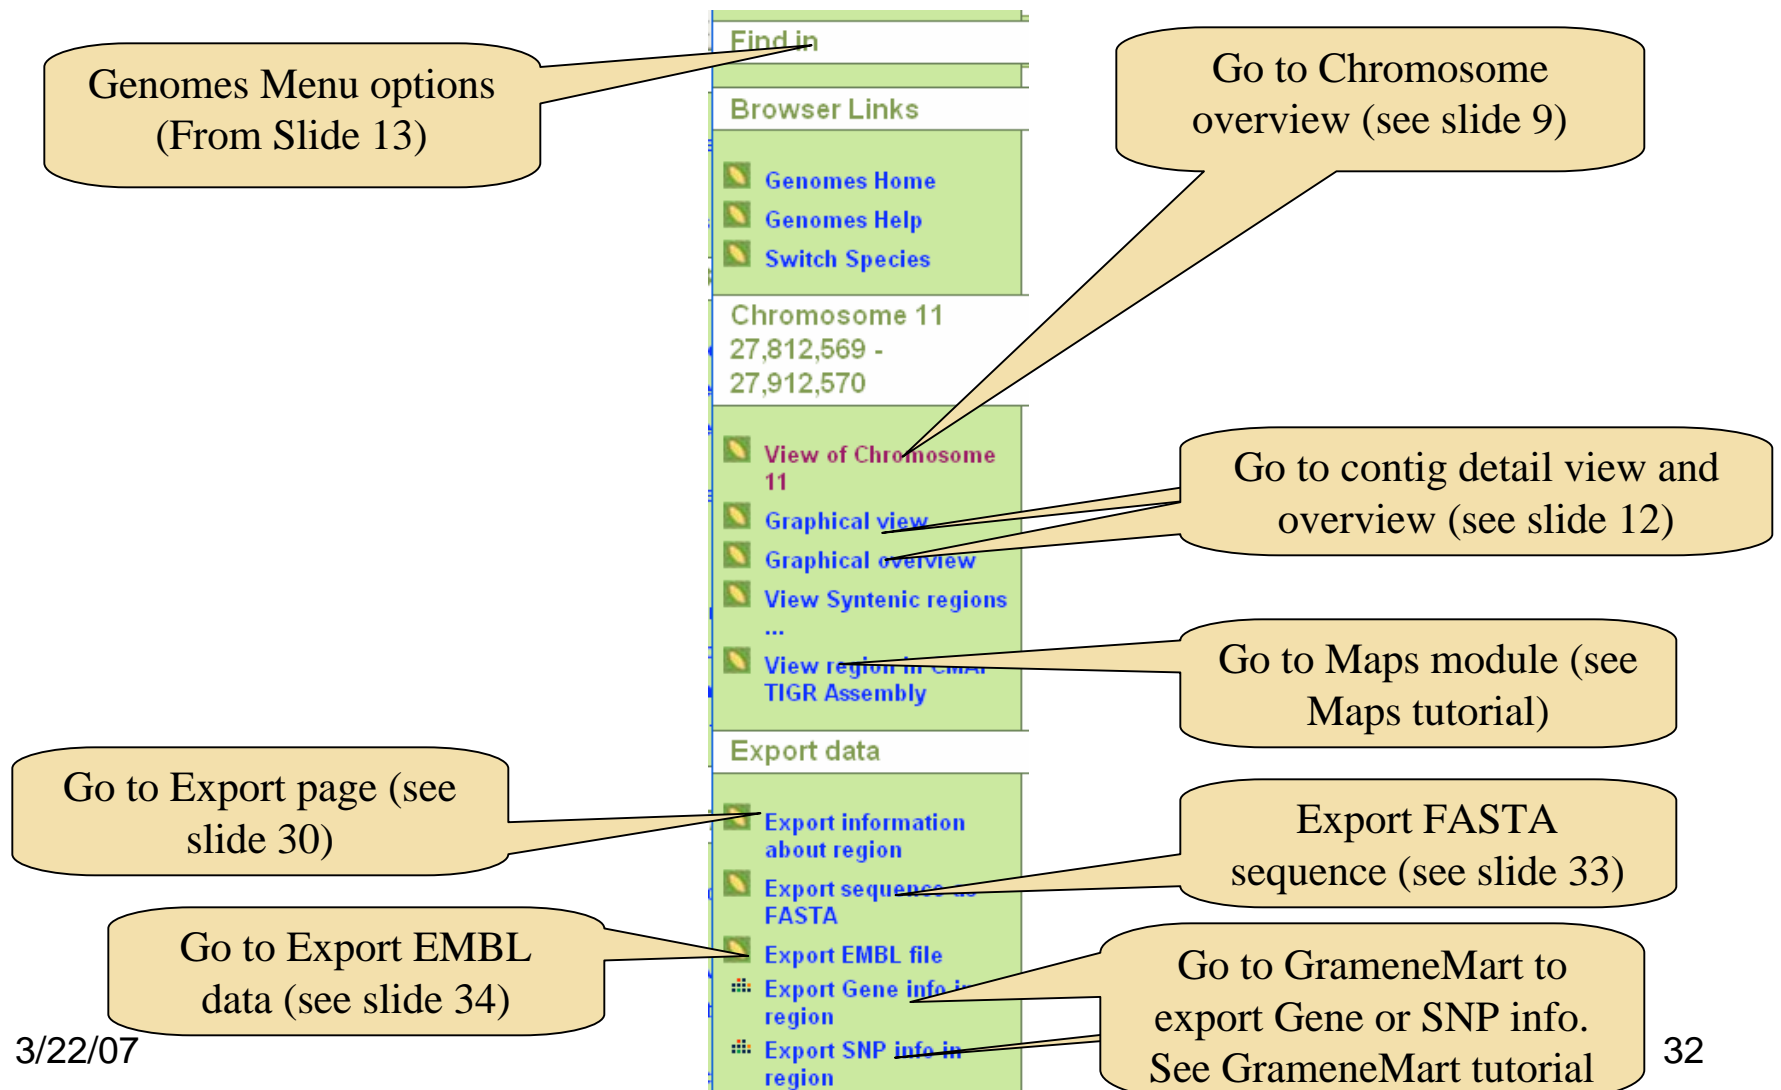 Find in
Genomes Menu options
(From Slide 13)
Go to Chromosome
overview (see slide 9)
Browser Links
Genomes Home
Genomes Help
Switch Species
Chromosome 11
27,812,569 -
27,912,570
View of Chromosome
11
Graphical view
Graphical overview
Go to contig detail view and
overview (see slide 12)
View Syntenic regions
...
View region in CMAP
TIGR Assembly
Go to Maps module (see
Maps tutorial)
Export data
Go to Export page (see
slide 30)
Export information
about region
Export sequence as
FASTA
Export FASTA
sequence (see slide 33)
Go to Export EMBL
data (see slide 34)
Export EMBL file
Export Gene info in
region
Export SNP info in
region
Go to GrameneMart to
export Gene or SNP info.
See GrameneMart tutorial
3/22/07
32